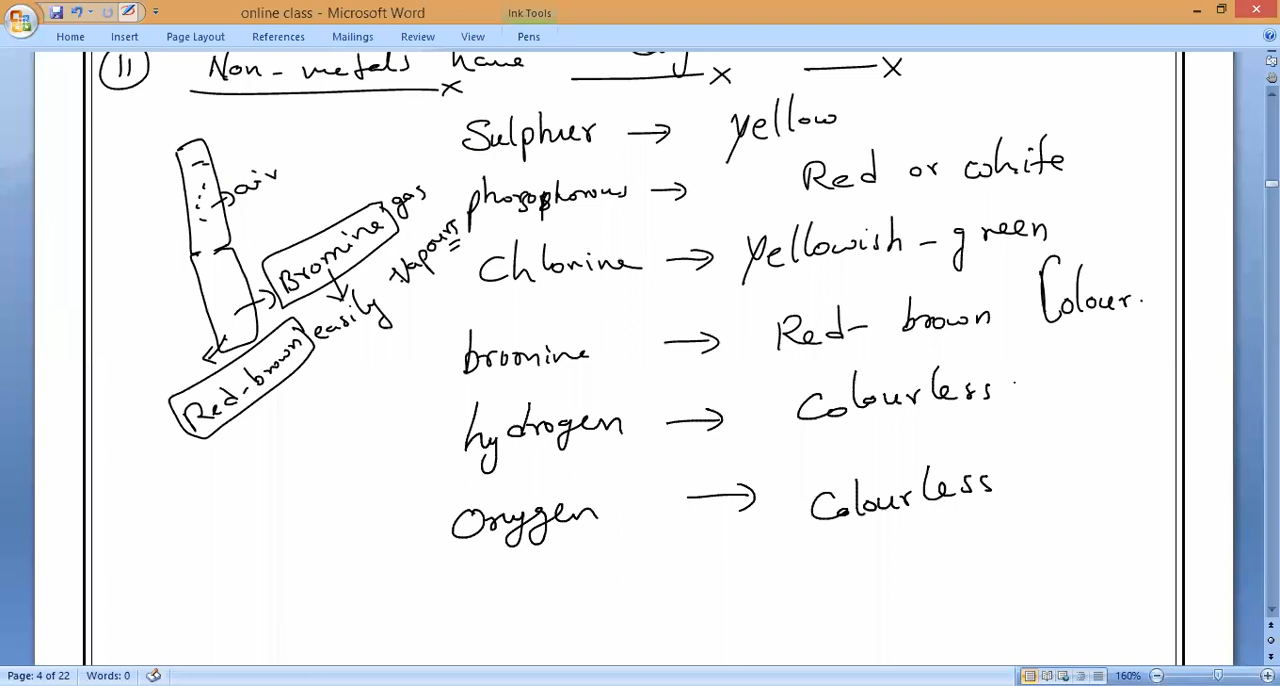 online class - Microsoft Word
Ink Tools
Home Insert Page Layout References Mailings Review View Pens
11 Non-metals have
Sulphur → yellow
phosophorous → Red or white
Chlorine → yellowish - green
bromine → Red - brown Colour.
hydrogen → Colourless
Oxygen → Colourless
air
Bromine gas
easily vapours
Red-brown
Page: 4 of 22 Words: 0
160%